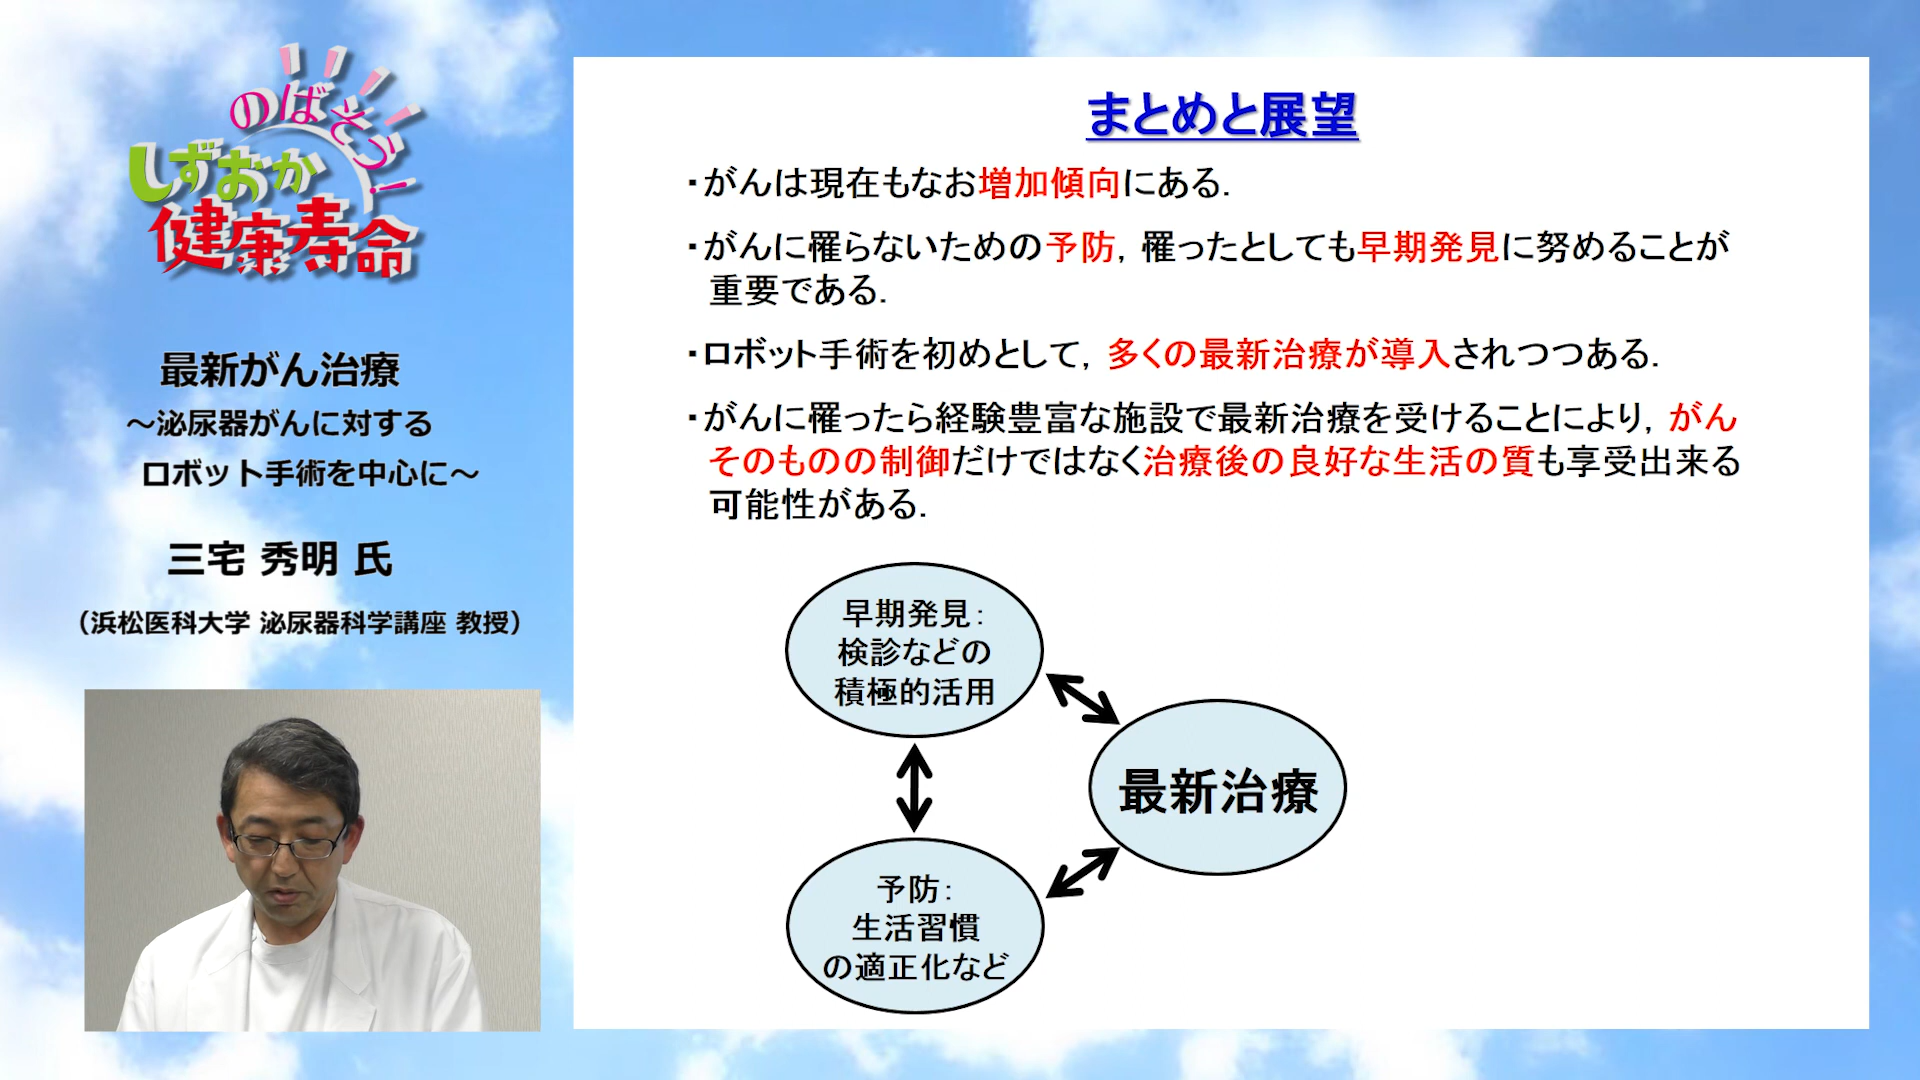 のばそう!
しずおか
健康寿命
最新がん治療
~泌尿器がんに対する
ロボット手術を中心に~
三宅 秀明 氏
(浜松医科大学 泌尿器科学講座 教授)
まとめと展望
・がんは現在もなお増加傾向にある.
・がんに罹らないための予防, 罹ったとしても早期発見に努めることが
重要である.
・ロボット手術を初めとして, 多くの最新治療が導入されつつある.
・がんに罹ったら経験豊富な施設で最新治療を受けることにより, がん
そのものの制御だけではなく治療後の良好な生活の質も享受出来る
可能性がある.
早期発見:
検診などの
積極的活用
最新治療
予防:
生活習慣
の適正化など